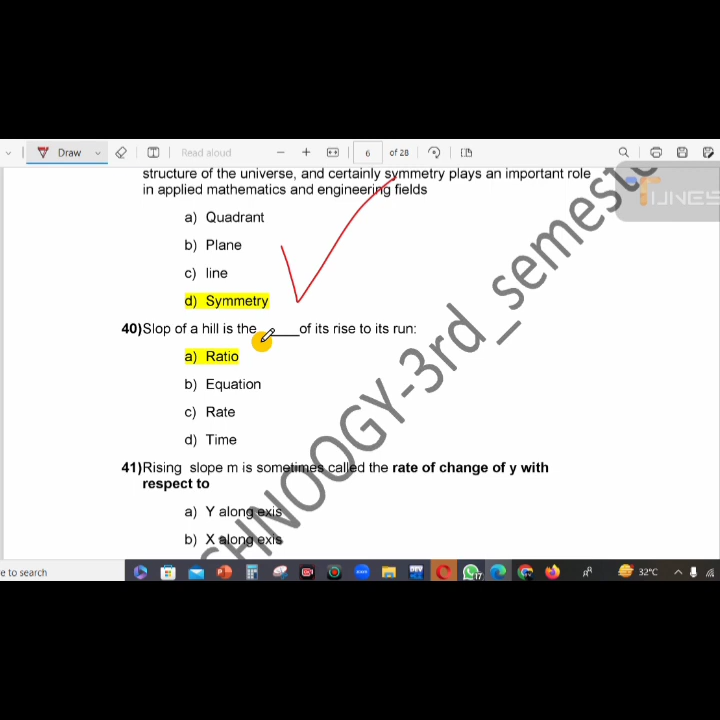 Draw
Read aloud
6
of 28
structure of the universe, and certainly symmetry plays an important role
in applied mathematics and engineering fields
a) Quadrant
b) Plane
c) line
d) Symmetry
40)Slop of a hill is the ____of its rise to its run:
a) Ratio
b) Equation
c) Rate
d) Time
41)Rising slope m is sometimes called the rate of change of y with
respect to
a) Y along exis
b) X along exis
SHNOOGY-3rd_semest
TUNES
e to search
17
32°C